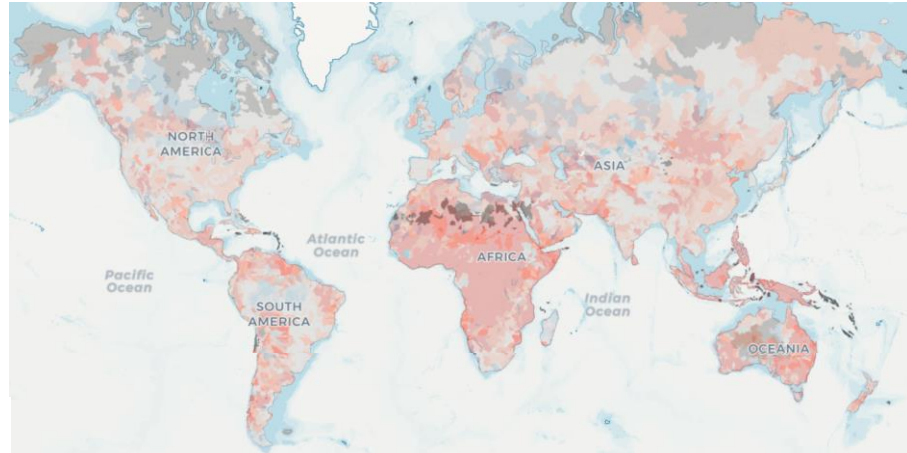 NORTH
AMERICA
ASIA
Atlantic
Ocean
AFRICA
Pacific
Ocean
SOUTH
AMERICA
Indian
Ocean
OCEANIA